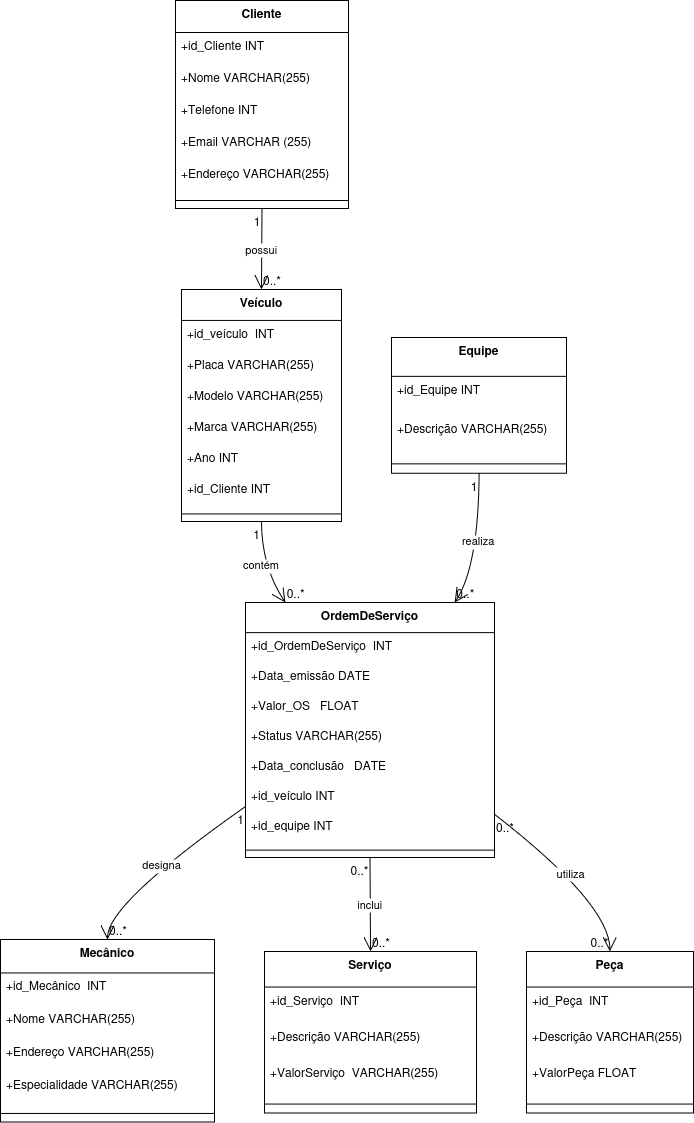 Cliente
+id_Cliente INT
+Nome VARCHAR(255)
+Telefone INT
+Email VARCHAR (255)
+Endereço VARCHAR(255)
1
possui
0..*
Veículo
+id_veículo  INT
+Placa VARCHAR(255)
+Modelo VARCHAR(255)
+Marca VARCHAR(255)
+Ano INT
+id_Cliente INT
Equipe
+id_Equipe INT
+Descrição VARCHAR(255)
1
contém
0..*
1
realiza
0..*
OrdemDeServiço
+id_OrdemDeServiço  INT
+Data_emissão DATE
+Valor_OS   FLOAT
+Status VARCHAR(255)
+Data_conclusão   DATE
+id_veículo INT
+id_equipe INT
1
designa
0..*
0..*
inclui
0..*
0..*
utiliza
0..*
Mecânico
+id_Mecânico  INT
+Nome VARCHAR(255)
+Endereço VARCHAR(255)
+Especialidade VARCHAR(255)
Serviço
+id_Serviço  INT
+Descrição VARCHAR(255)
+ValorServiço  VARCHAR(255)
Peça
+id_Peça  INT
+Descrição VARCHAR(255)
+ValorPeça FLOAT